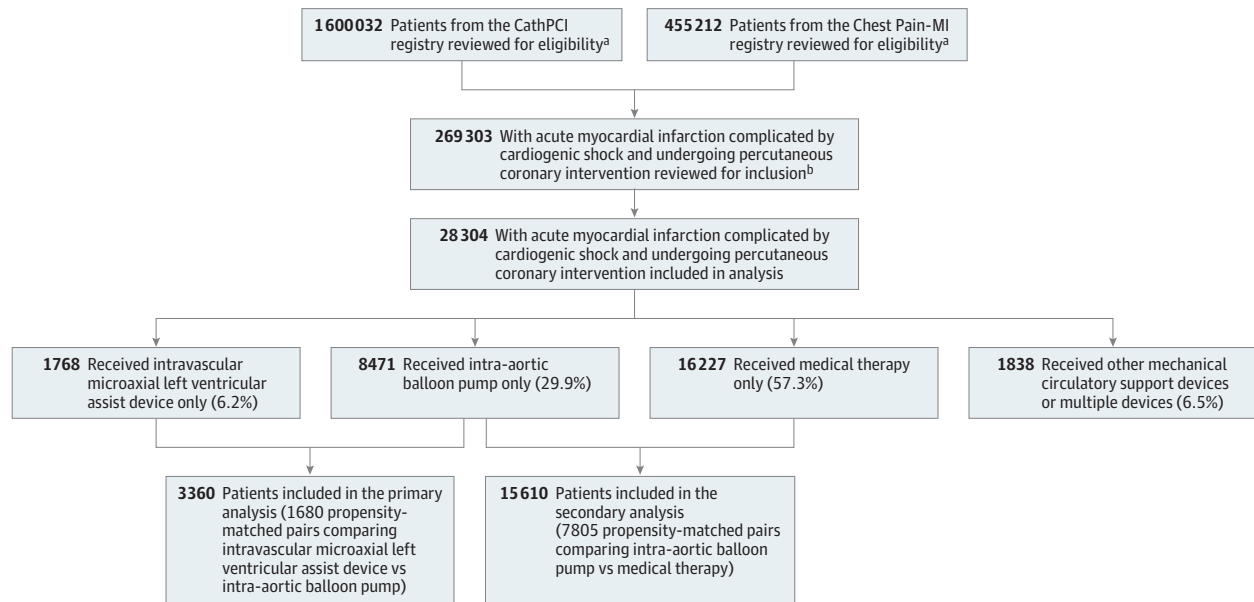 1600032 Patients from the CathPCI
registry reviewed for eligibilitya
455212 Patients from the Chest Pain-MI
registry reviewed for eligibilitya
269303 With acute myocardial infarction complicated by
cardiogenic shock and undergoing percutaneous
coronary intervention reviewed for inclusionb
28304 With acute myocardial infarction complicated by
cardiogenic shock and undergoing percutaneous
coronary intervention included in analysis
1768 Received intravascular
microaxial left ventricular
assist device only (6.2%)
8471 Received intra-aortic
balloon pump only (29.9%)
16227 Received medical therapy
only (57.3%)
1838 Received other mechanical
circulatory support devices
or multiple devices (6.5%)
3360 Patients included in the primary
analysis (1680 propensity-
matched pairs comparing
intravascular microaxial left
ventricular assist device vs
intra-aortic balloon pump)
15610 Patients included in the
secondary analysis
(7805 propensity-matched pairs
comparing intra-aortic balloon
pump vs medical therapy)